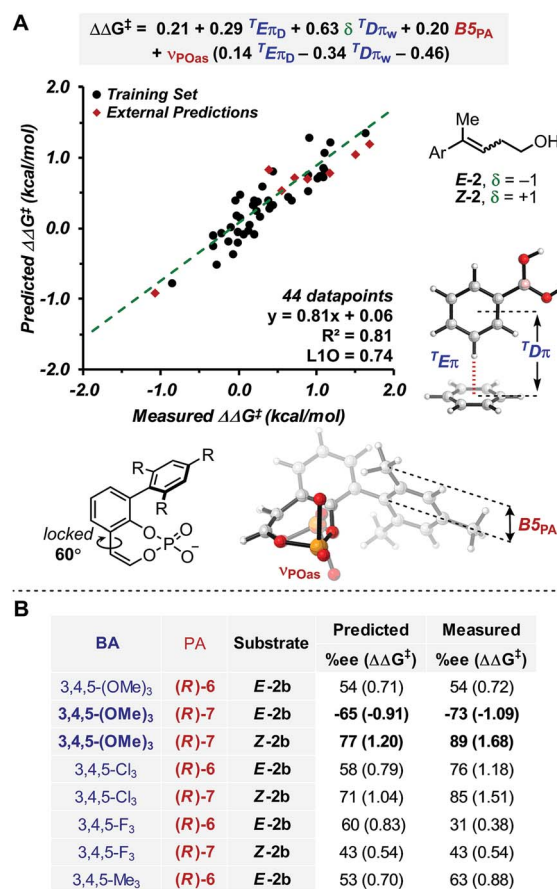 A
ΔΔG‡ = 0.21 + 0.29 ᵀEπ_D + 0.63 δ ᵀDπ_w + 0.20 B5_PA
+ ν_POas (0.14 ᵀEπ_D – 0.34 ᵀDπ_w – 0.46)
2.0
1.0
0.0
-1.0
-2.0
Predicted ΔΔG‡ (kcal/mol)
Training Set
External Predictions
44 datapoints
y = 0.81x + 0.06
R² = 0.81
L1O = 0.74
-2.0 -1.0 0.0 1.0 2.0
Measured ΔΔG‡ (kcal/mol)
Me
Ar OH
E-2, δ = –1
Z-2, δ = +1
ᵀEπ ᵀDπ
R R
R
O O
P
O O⁻
locked
60°
ν_POas
B5_PA
B
Predicted Measured
BA PA Substrate %ee (ΔΔG‡) %ee (ΔΔG‡)
3,4,5-(OMe)₃ (R)-6 E-2b 54 (0.71) 54 (0.72)
3,4,5-(OMe)₃ (R)-7 E-2b -65 (-0.91) -73 (-1.09)
3,4,5-(OMe)₃ (R)-7 Z-2b 77 (1.20) 89 (1.68)
3,4,5-Cl₃ (R)-6 E-2b 58 (0.79) 76 (1.18)
3,4,5-Cl₃ (R)-7 Z-2b 71 (1.04) 85 (1.51)
3,4,5-F₃ (R)-6 E-2b 60 (0.83) 31 (0.38)
3,4,5-F₃ (R)-7 Z-2b 43 (0.54) 43 (0.54)
3,4,5-Me₃ (R)-6 E-2b 53 (0.70) 63 (0.88)